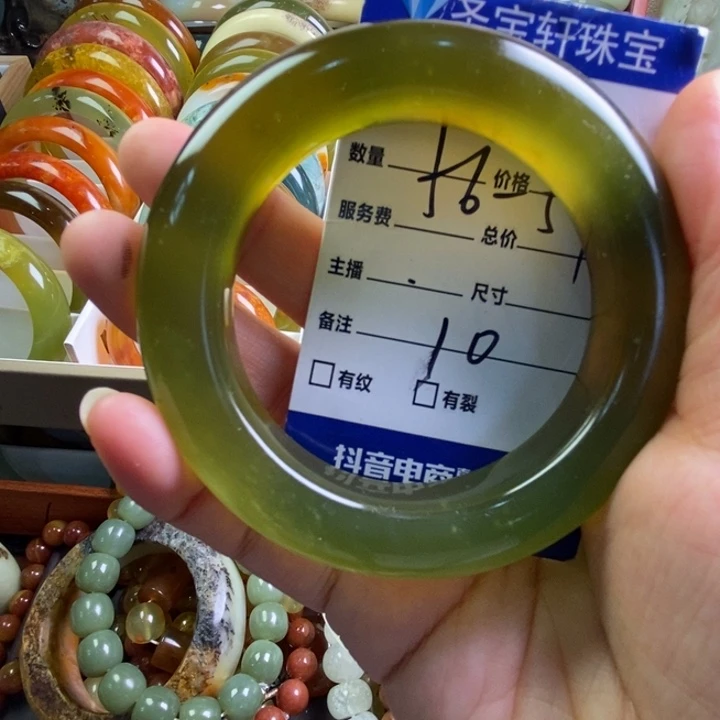 圣宝轩珠宝
数量 价格
服务费 总价
主播 尺寸
备注 10
有纹 有裂
抖音电商